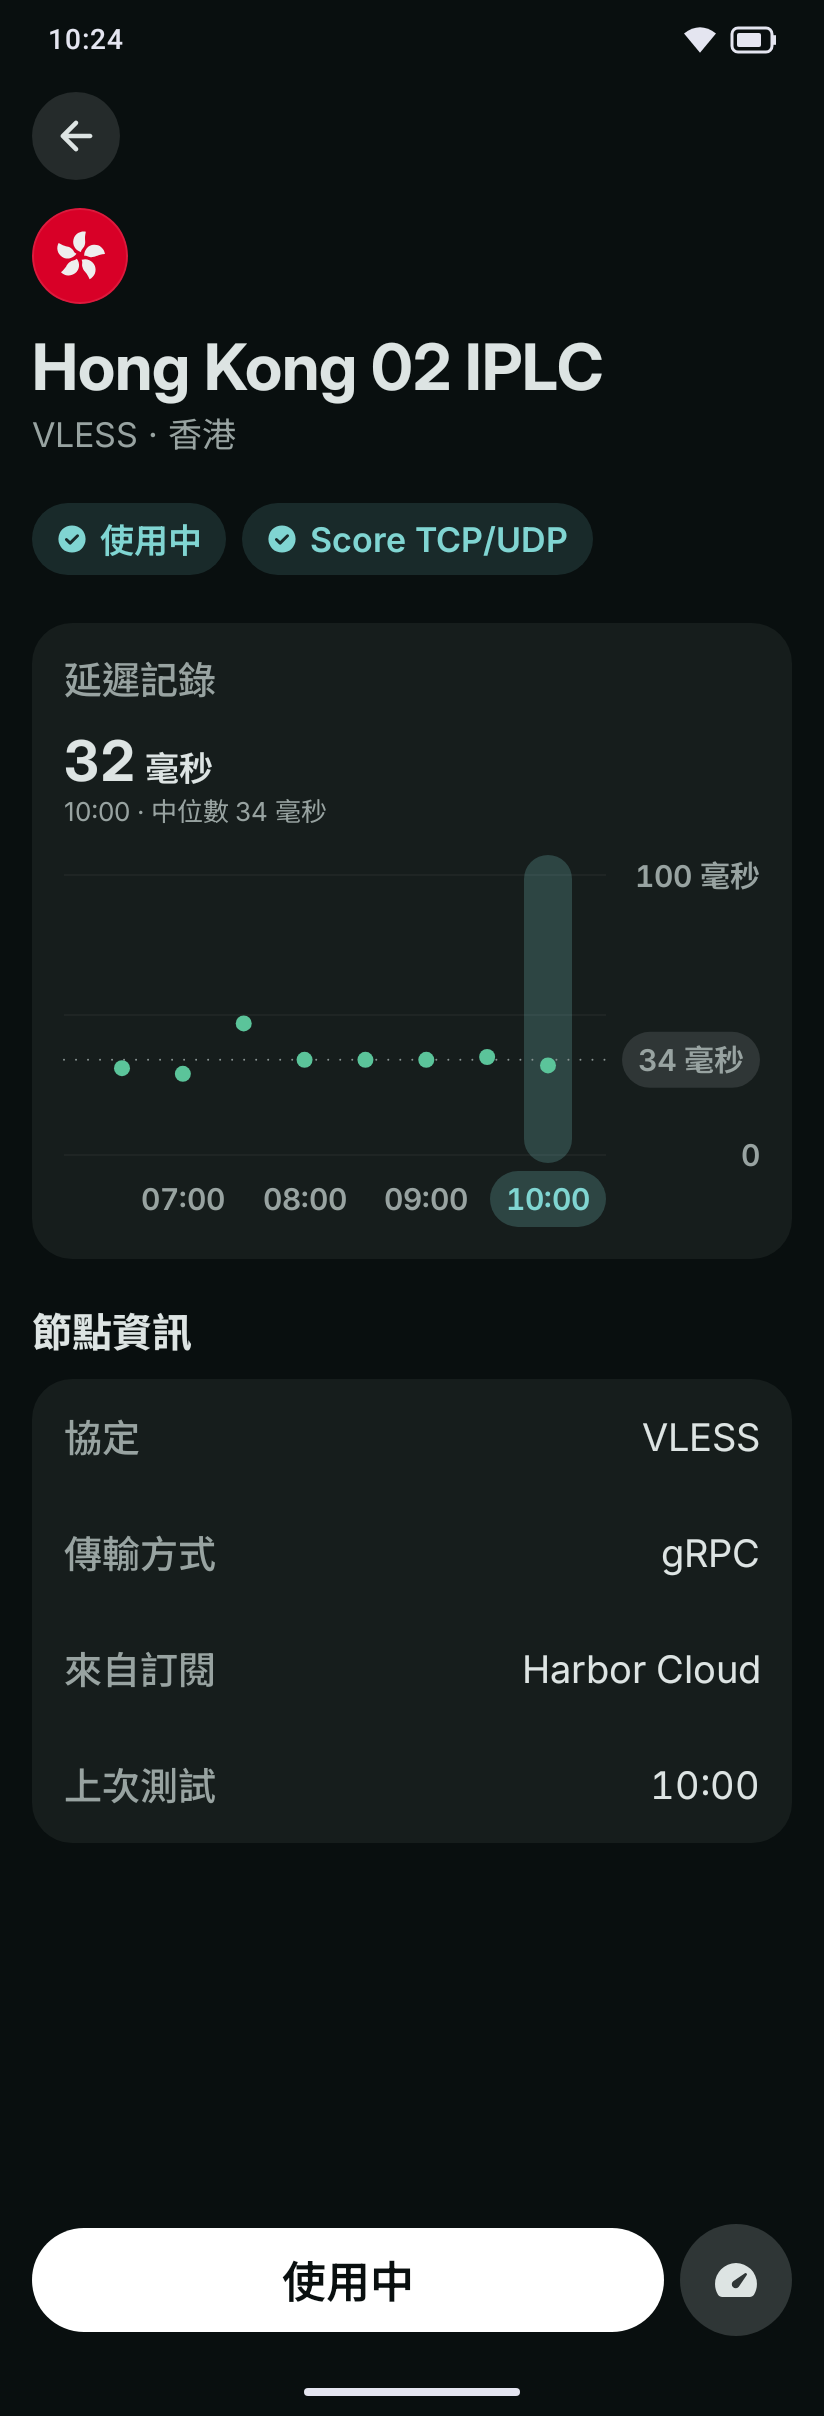 10:24
Hong Kong 02 IPLC
VLESS · 香港
使用中
Score TCP/UDP
延遲記錄
32 毫秒
10:00 · 中位數 34 毫秒
100 毫秒
34 毫秒
0
07:00
08:00
09:00
10:00
節點資訊
協定
VLESS
傳輸方式
gRPC
來自訂閱
Harbor Cloud
上次測試
10:00
使用中